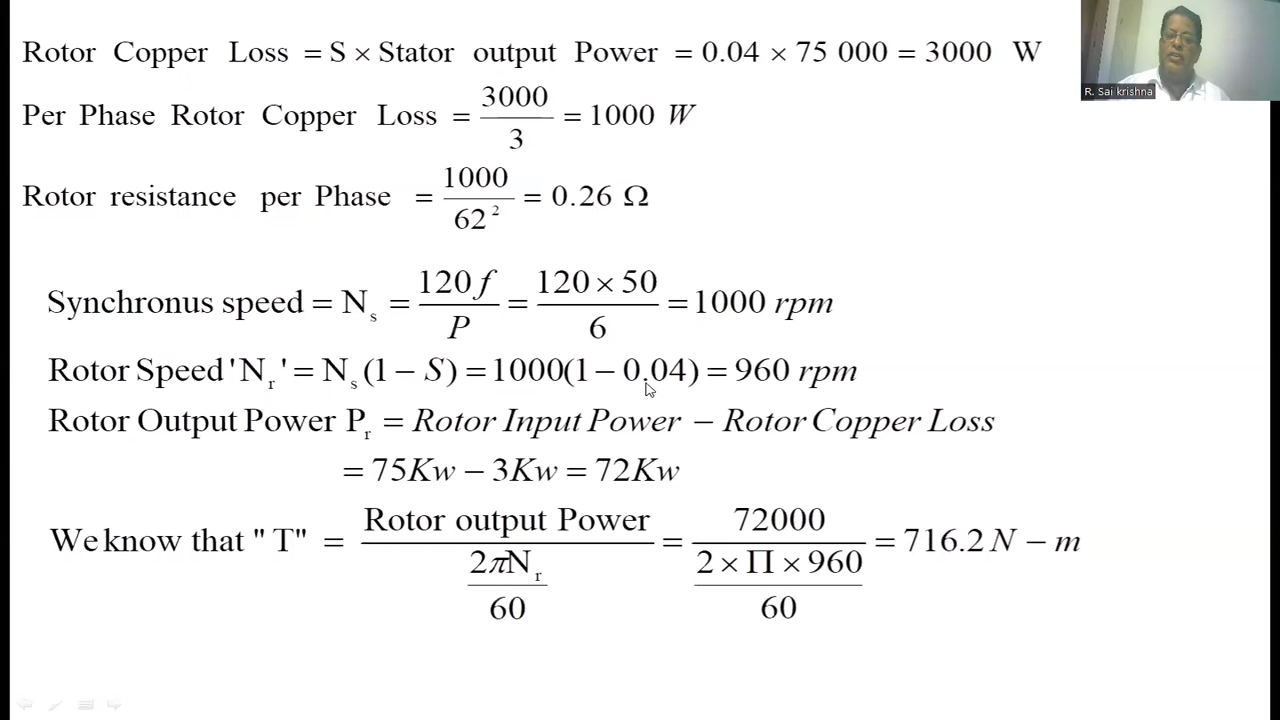 Rotor Copper Loss = S × Stator output Power = 0.04 × 75 000 = 3000 W
R. Sai krishna
Per Phase Rotor Copper Loss = 3000/3 = 1000 W
Rotor resistance per Phase = 1000/62² = 0.26 Ω
Synchronus speed = Nₛ = 120f/P = 120 × 50/6 = 1000 rpm
Rotor Speed 'Nᵣ' = Nₛ (1 − S) = 1000(1 − 0.04) = 960 rpm
Rotor Output Power Pᵣ = Rotor Input Power − Rotor Copper Loss
= 75Kw − 3Kw = 72Kw
We know that "T" = Rotor output Power/(2πNᵣ/60) = 72000/(2 × Π × 960/60) = 716.2 N − m